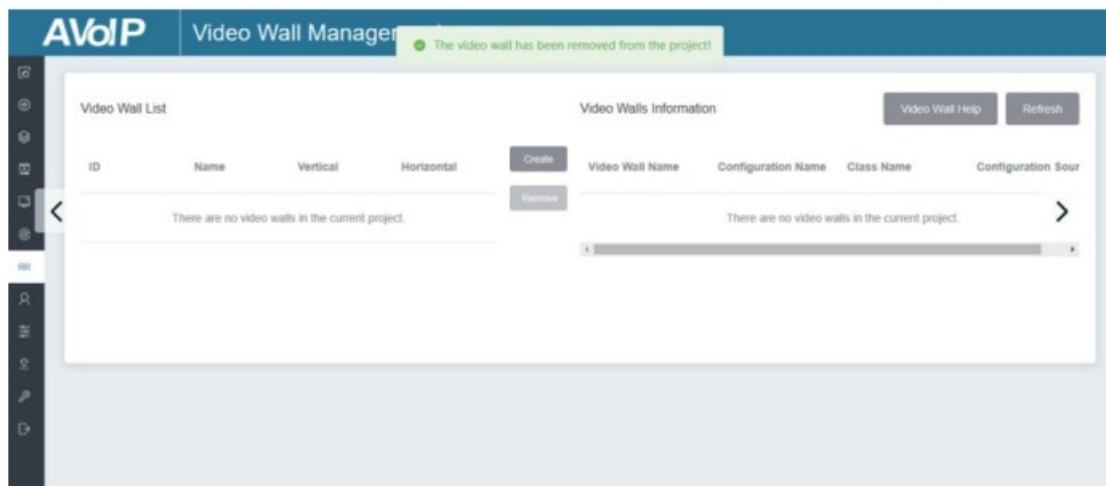 AVoIP
Video Wall Manager
The video wall has been removed from the project!
Video Wall List
Video Walls Information
Video Wall Help
Refresh
ID Name Vertical Horizontal
Create
Video Wall Name Configuration Name Class Name Configuration Sour
Remove
There are no video walls in the current project.
There are no video walls in the current project.